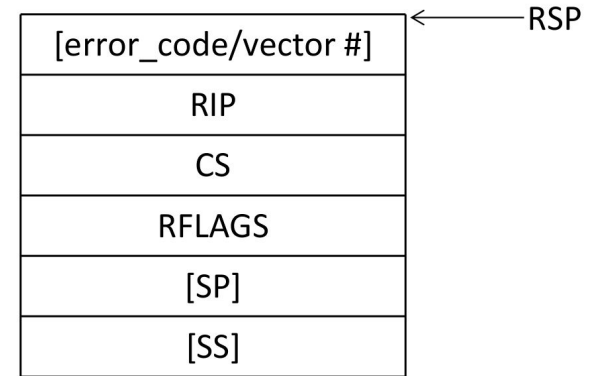 RSP
[error_code/vector #]
RIP
CS
RFLAGS
[SP]
[SS]